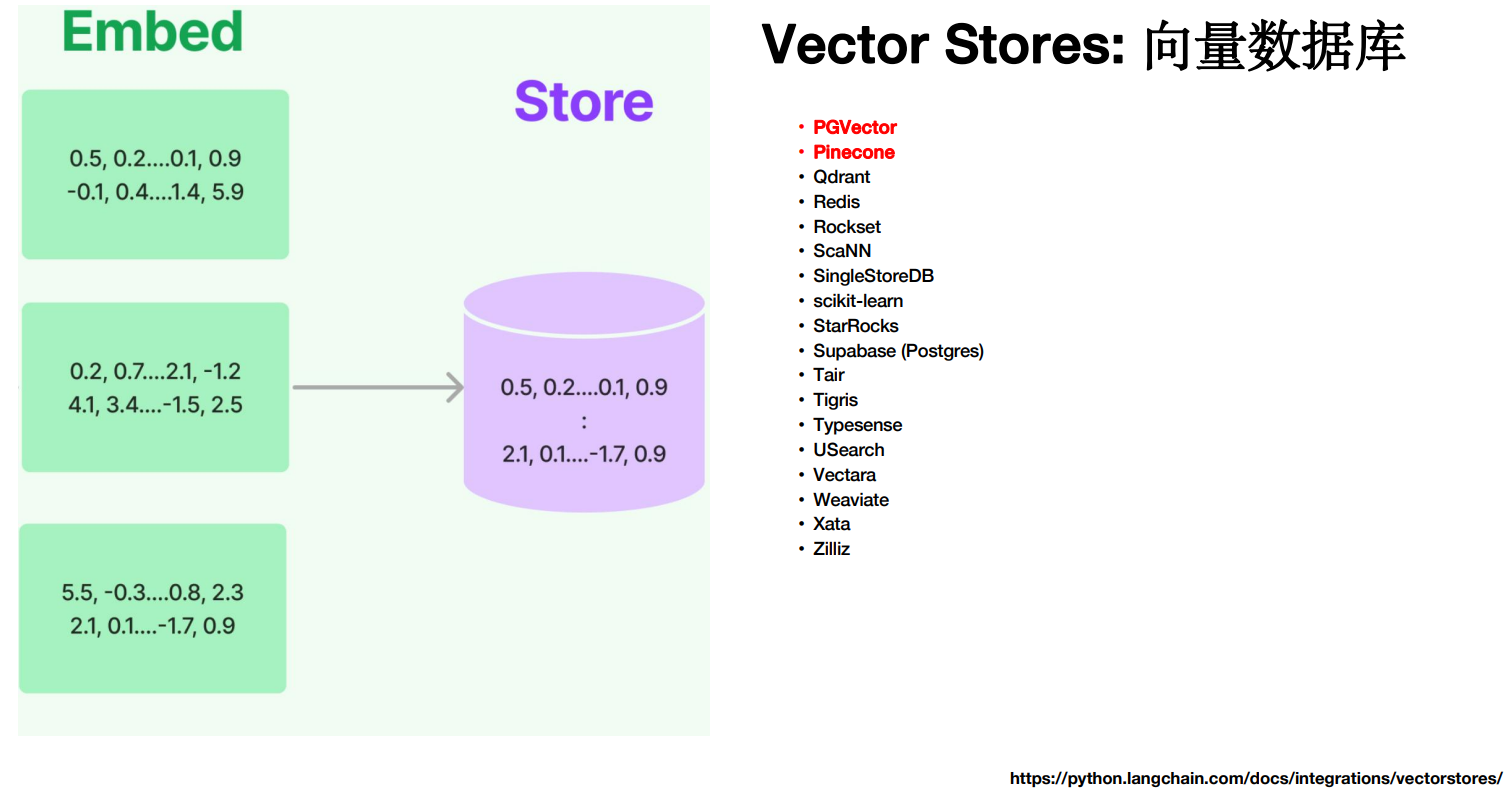 Embed
0.5, 0.2....0.1, 0.9
-0.1, 0.4....1.4, 5.9
0.2, 0.7....2.1, -1.2
4.1, 3.4....-1.5, 2.5
5.5, -0.3....0.8, 2.3
2.1, 0.1....-1.7, 0.9
Store
0.5, 0.2....0.1, 0.9
:
2.1, 0.1....-1.7, 0.9
Vector Stores: 向量数据库
• PGVector
• Pinecone
• Qdrant
• Redis
• Rockset
• ScaNN
• SingleStoreDB
• scikit-learn
• StarRocks
• Supabase (Postgres)
• Tair
• Tigris
• Typesense
• USearch
• Vectara
• Weaviate
• Xata
• Zilliz
https://python.langchain.com/docs/integrations/vectorstores/